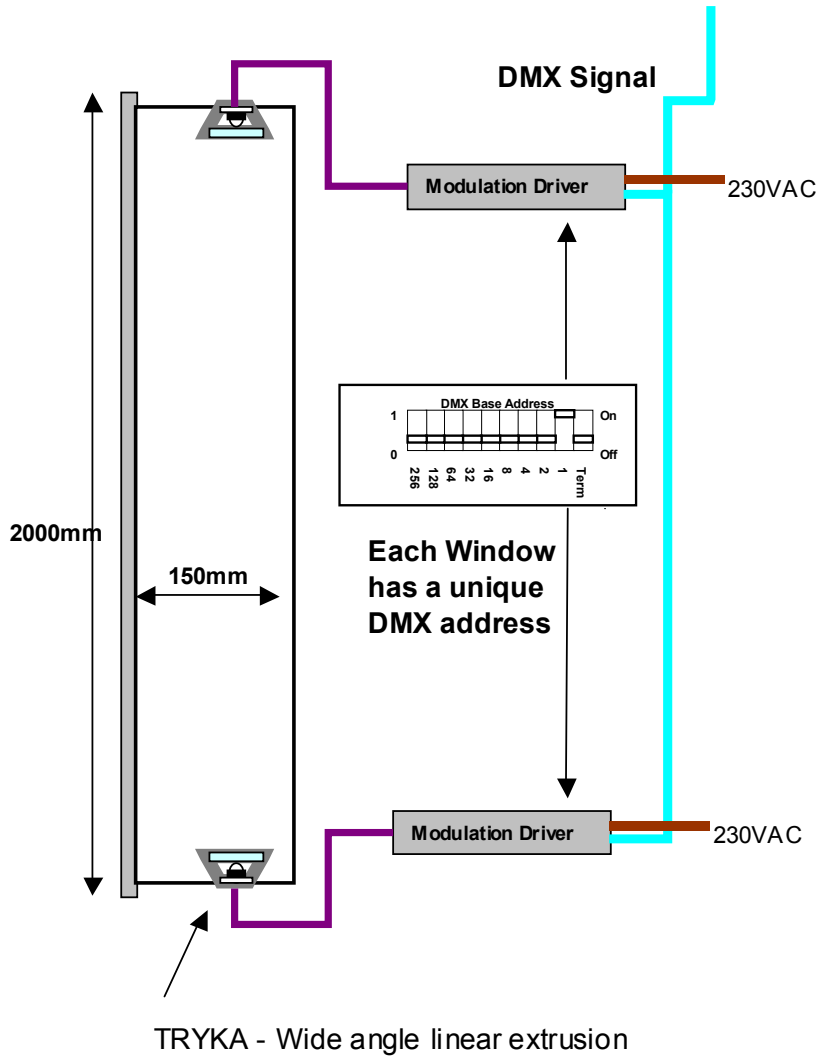 DMX Signal
Modulation Driver
230VAC
DMX Base Address
1
On
0
Off
256
128
64
32
16
8
4
2
1
Term
2000mm
150mm
Each Window
has a unique
DMX address
Modulation Driver
230VAC
TRYKA - Wide angle linear extrusion